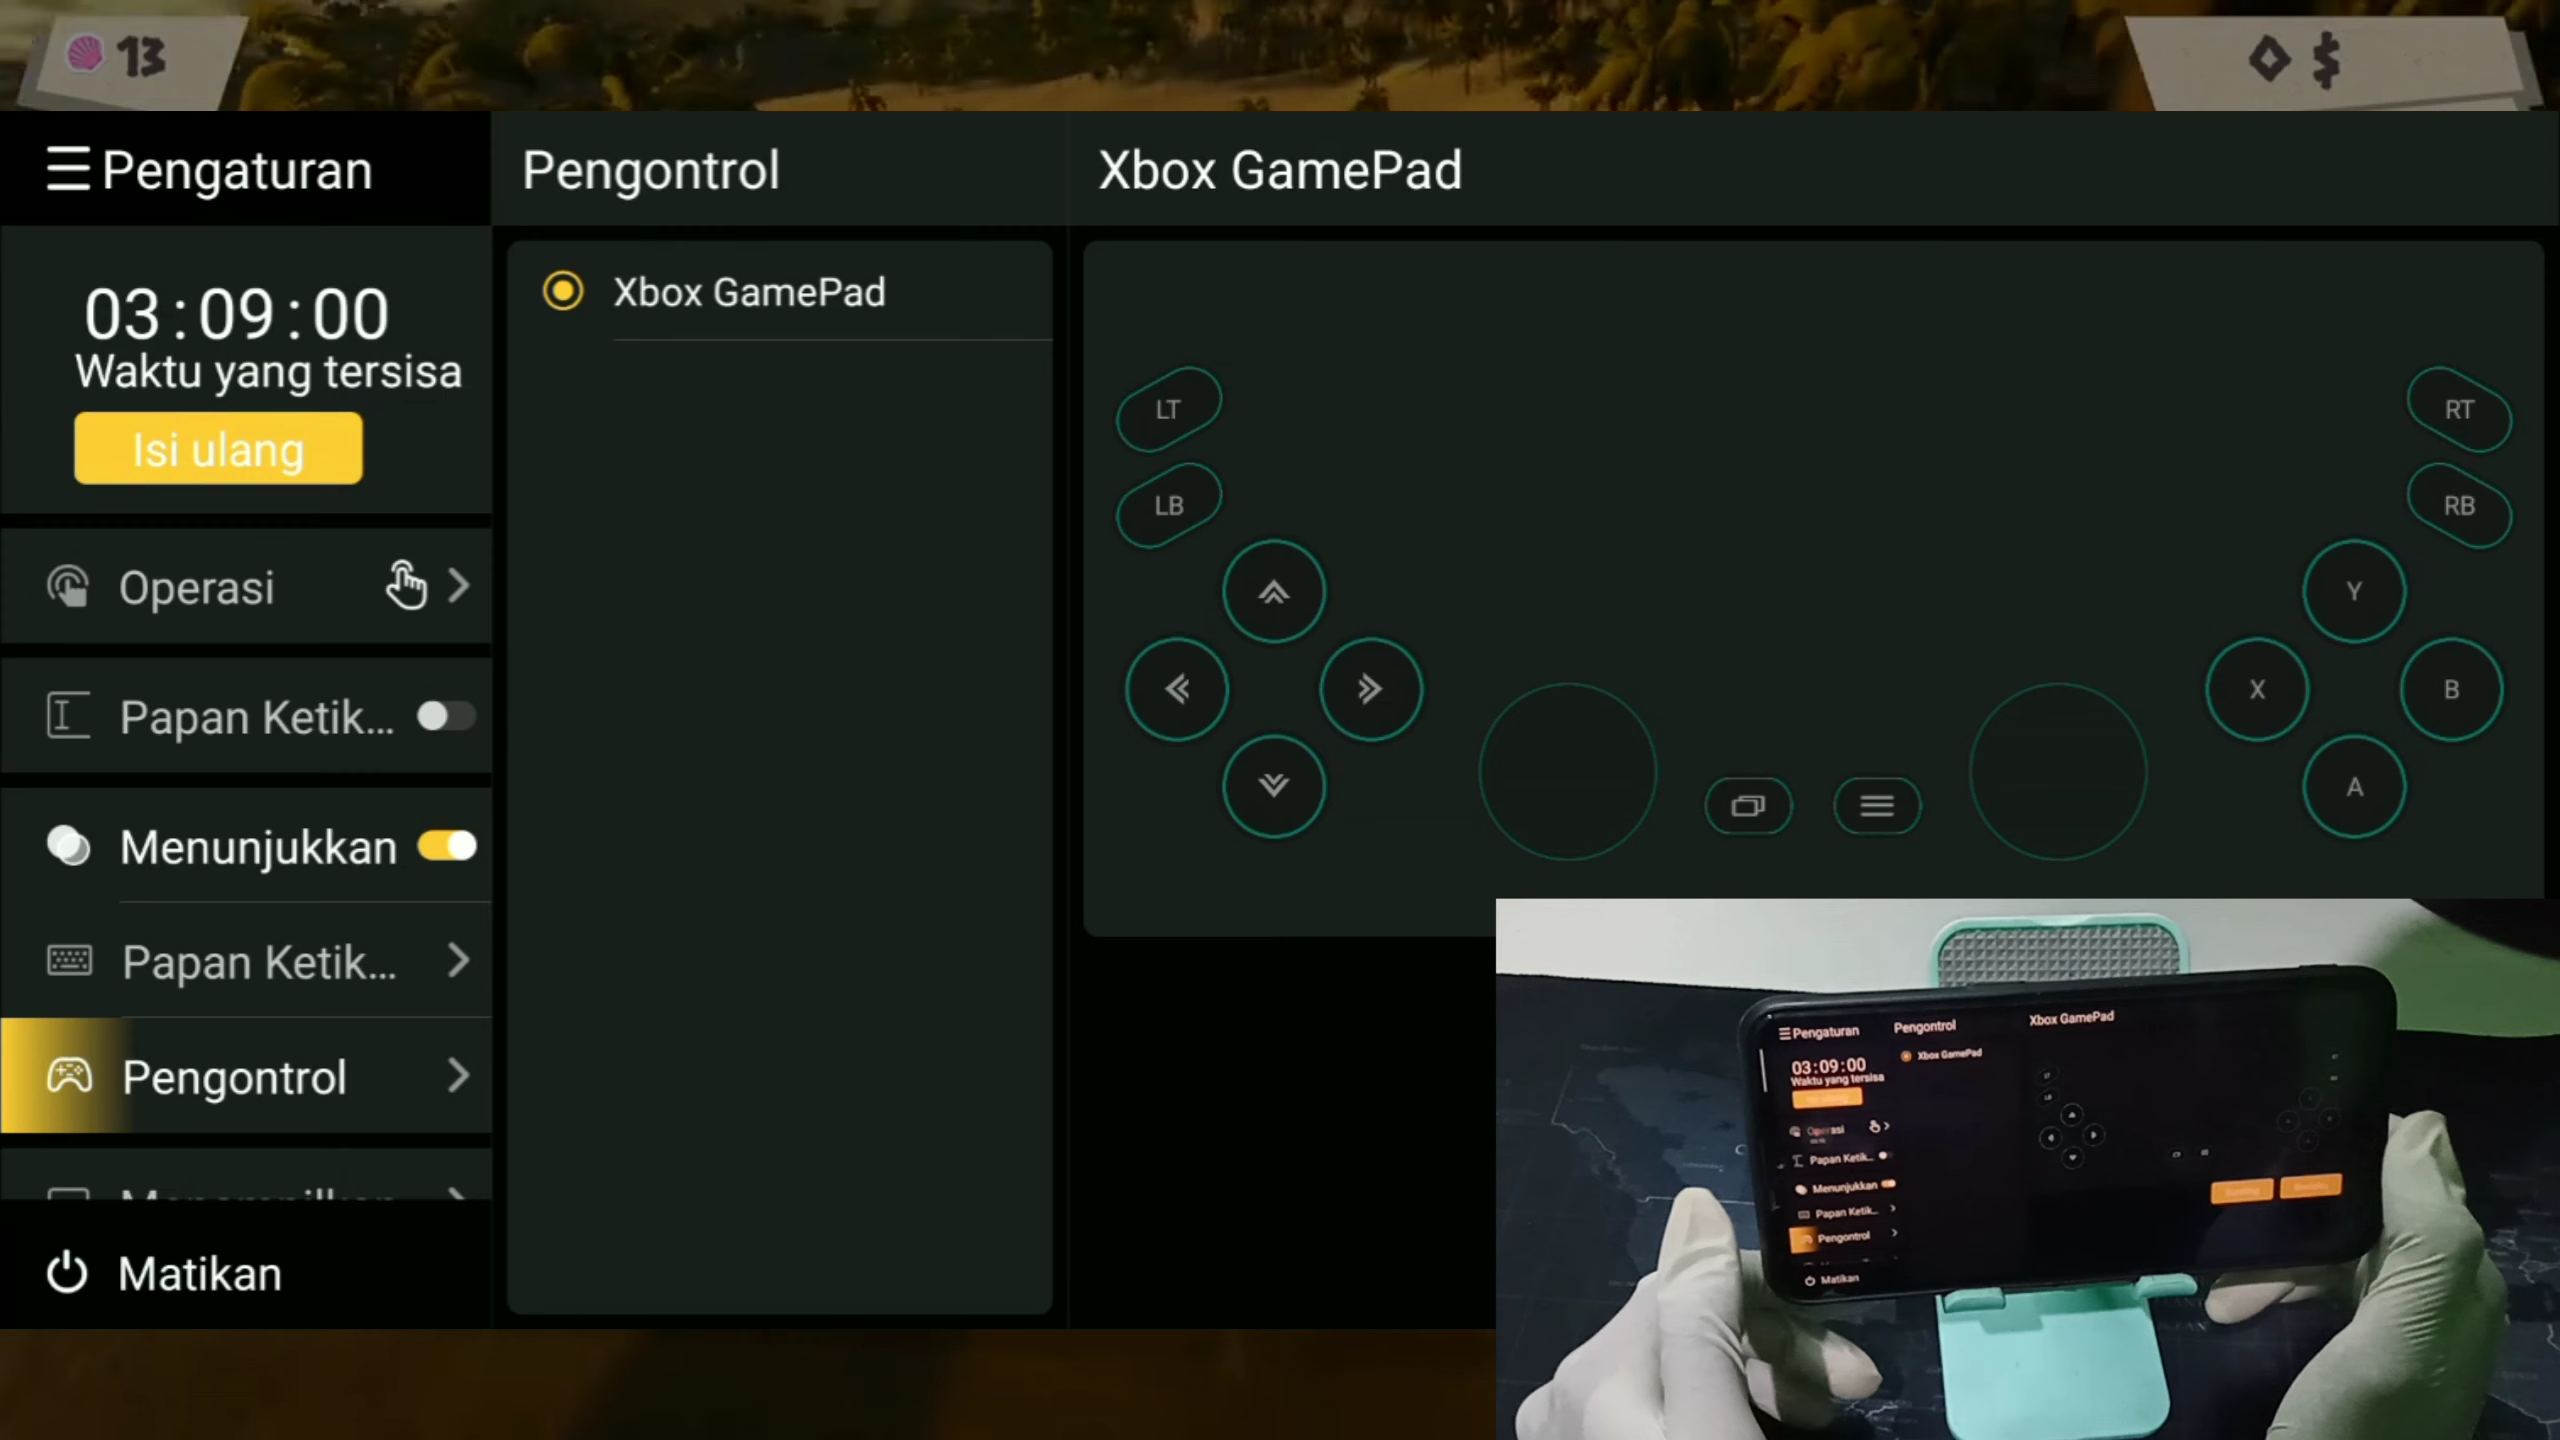 13
0 $
Pengaturan
Pengontrol
Xbox GamePad
03:09:00
Waktu yang tersisa
Isi ulang
Xbox GamePad
Operasi
Papan Ketik...
Menunjukkan
Papan Ketik...
Pengontrol
Matikan
LT
LB
RT
RB
Y
X
B
A
Pengaturan
Pengontrol
Xbox GamePad
03:09:00
Waktu yang tersisa
Xbox GamePad
Operasi
Papan Ketik...
Menunjukkan
Papan Ketik...
Pengontrol
Matikan